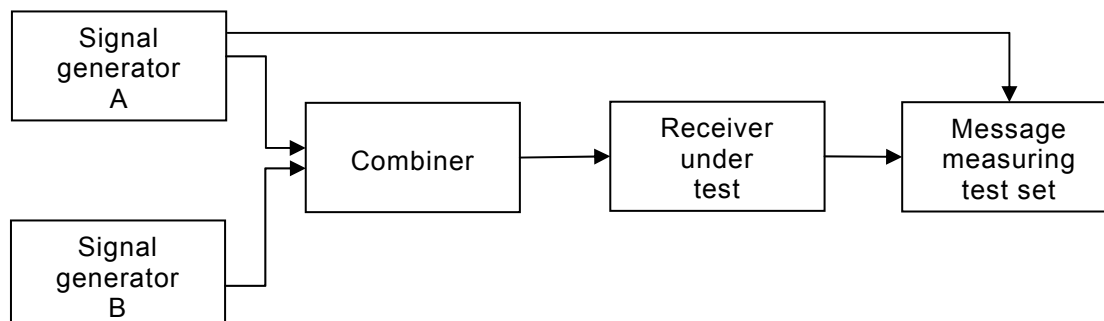 Signal
generator
A
Combiner
Receiver
under
test
Message
measuring
test set
Signal
generator
B